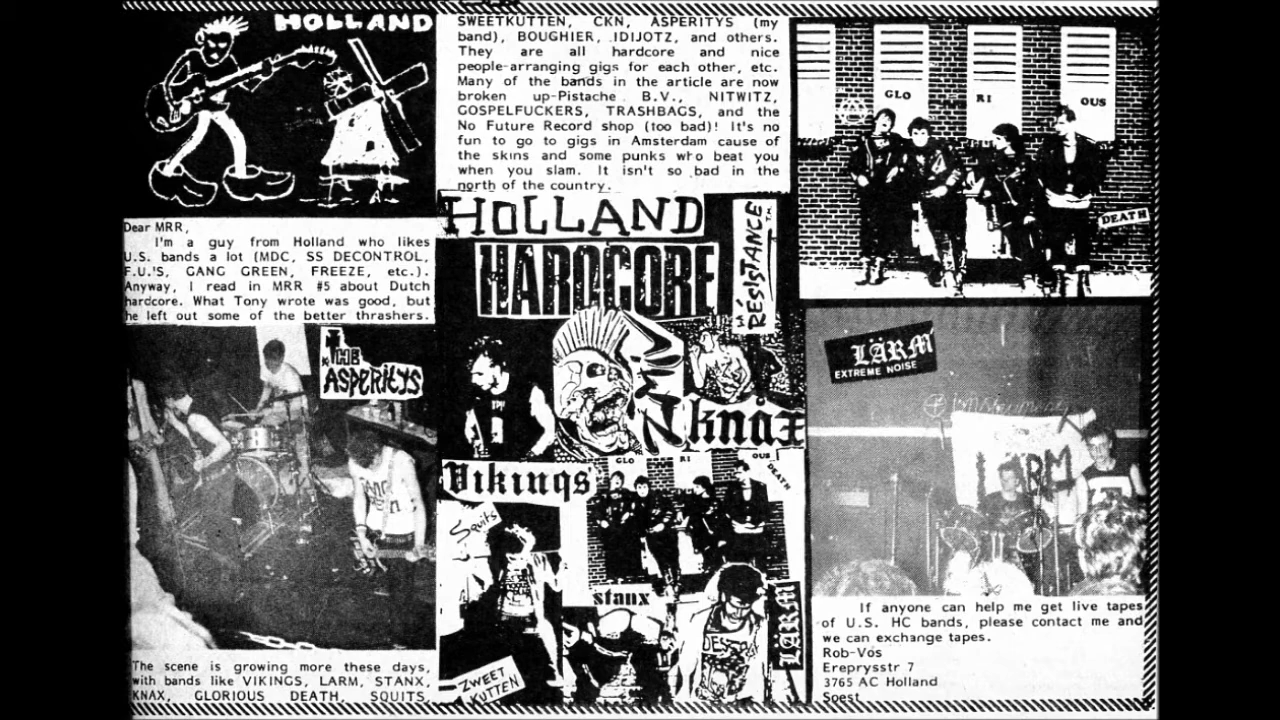 HOLLAND
Dear MRR,
I'm a guy from Holland who likes
U.S. bands a lot (MDC, SS DECONTROL,
F.U.'S, GANG GREEN, FREEZE, etc.).
Anyway, I read in MRR #5 about Dutch
hardcore. What Tony wrote was good, but
he left out some of the better thrashers.
THE
ASPERITYS
The scene is growing more these days,
with bands like VIKINGS, LARM, STANX,
KNAX, GLORIOUS DEATH, SQUITS,
SWEETKUTTEN, CKN, ASPERITYS (my
band), BOUGHIER, IDIJOTZ, and others.
They are all hardcore and nice
people-arranging gigs for each other, etc.
Many of the bands in the article are now
broken up-Pistache B.V., NITWITZ,
GOSPELFUCKERS, TRASHBAGS, and the
No Future Record shop (too bad)! It's no
fun to go to gigs in Amsterdam cause of
the skins and some punks who beat you
when you slam. It isn't so bad in the
north of the country.
HOLLAND
HARDCORE
LA RÉSISTANCE
knäx
Vikings
GLO RI OUS
DEATH
Squits
stanx
LÄRM
ZWEET
KUTTEN
GLO RI OUS
DEATH
LÄRM
EXTREME NOISE
LÄRM
If anyone can help me get live tapes
of U.S. HC bands, please contact me and
we can exchange tapes.
Rob-Vos
Ereprysstr 7
3765 AC Holland
Soest